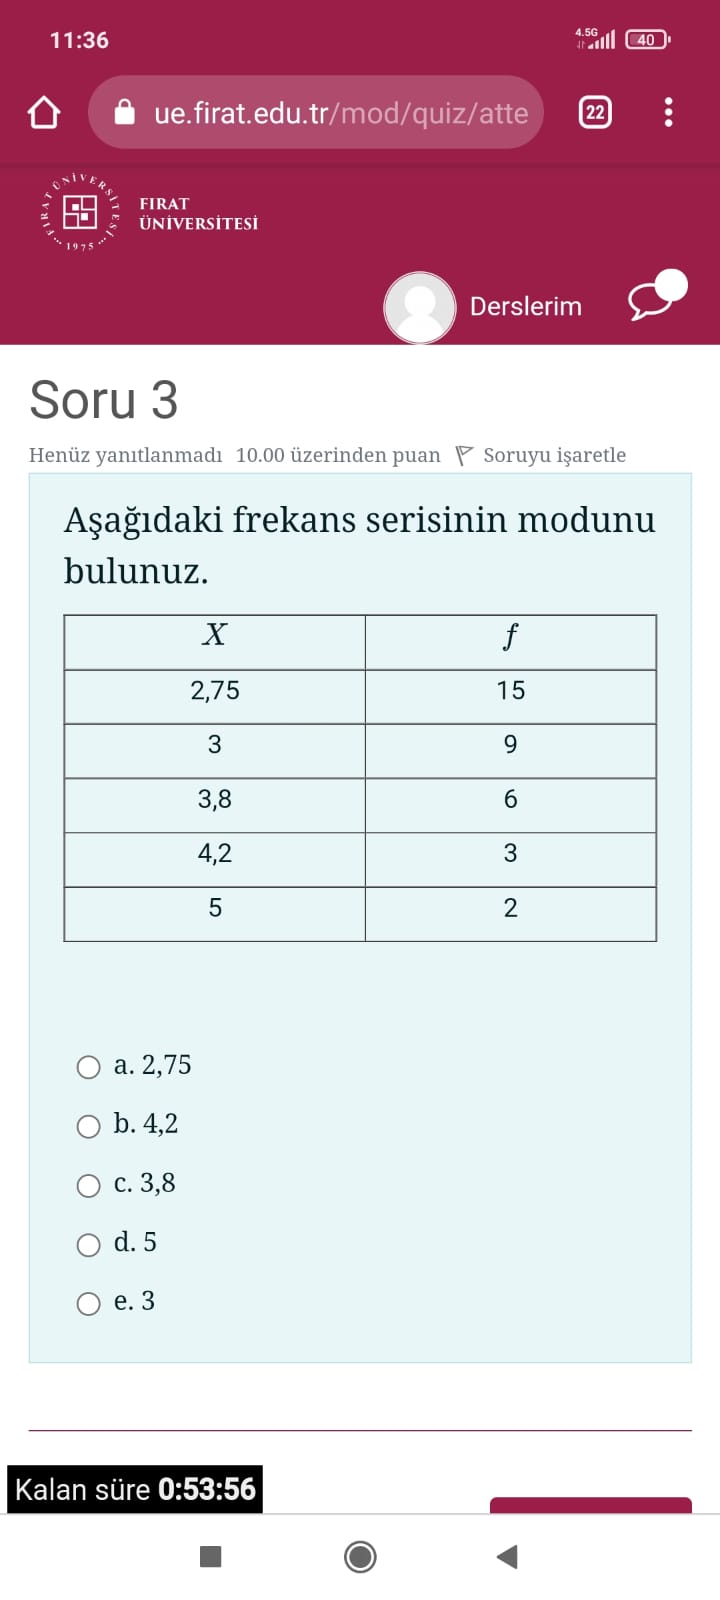 11:36
4.5G
40
ue.firat.edu.tr/mod/quiz/atte
22
FIRAT ÜNİVERSİTESİ
1975
FIRAT
ÜNİVERSİTESİ
Derslerim
Soru 3
Henüz yanıtlanmadı 10.00 üzerinden puan Soruyu işaretle
Aşağıdaki frekans serisinin modunu
bulunuz.
X f
2,75 15
3 9
3,8 6
4,2 3
5 2
a. 2,75
b. 4,2
c. 3,8
d. 5
e. 3
Kalan süre 0:53:56